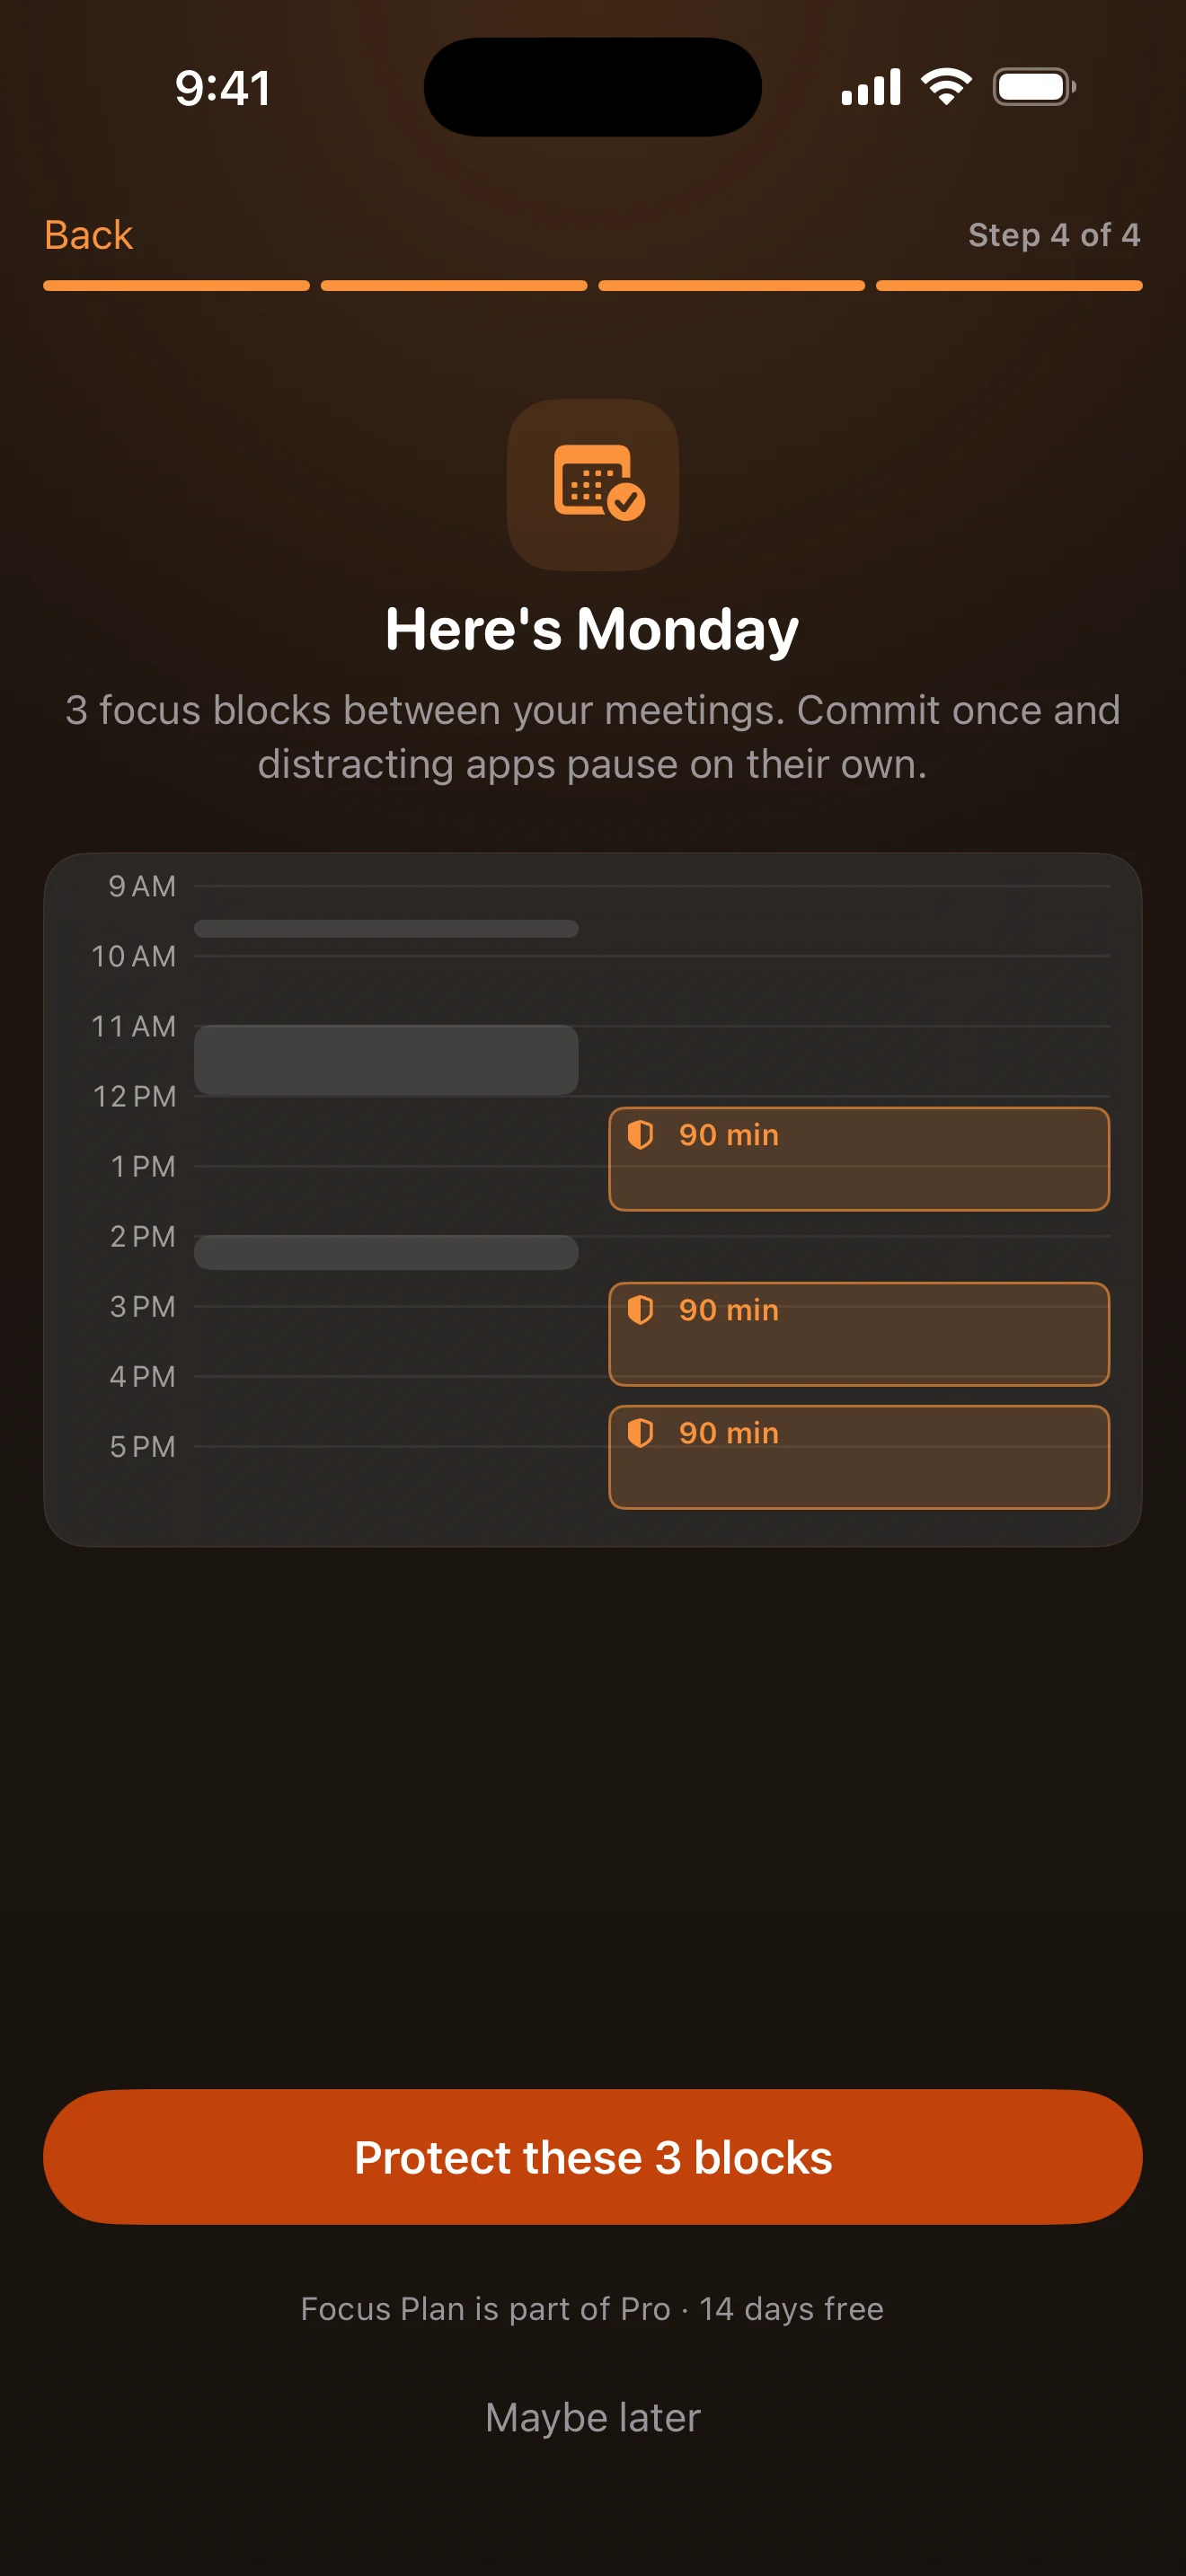 9:41
Back
Step 4 of 4
Here's Monday
3 focus blocks between your meetings. Commit once and
distracting apps pause on their own.
9 AM
10 AM
11 AM
12 PM
90 min
1 PM
2 PM
3 PM
90 min
4 PM
90 min
5 PM
Protect these 3 blocks
Focus Plan is part of Pro · 14 days free
Maybe later